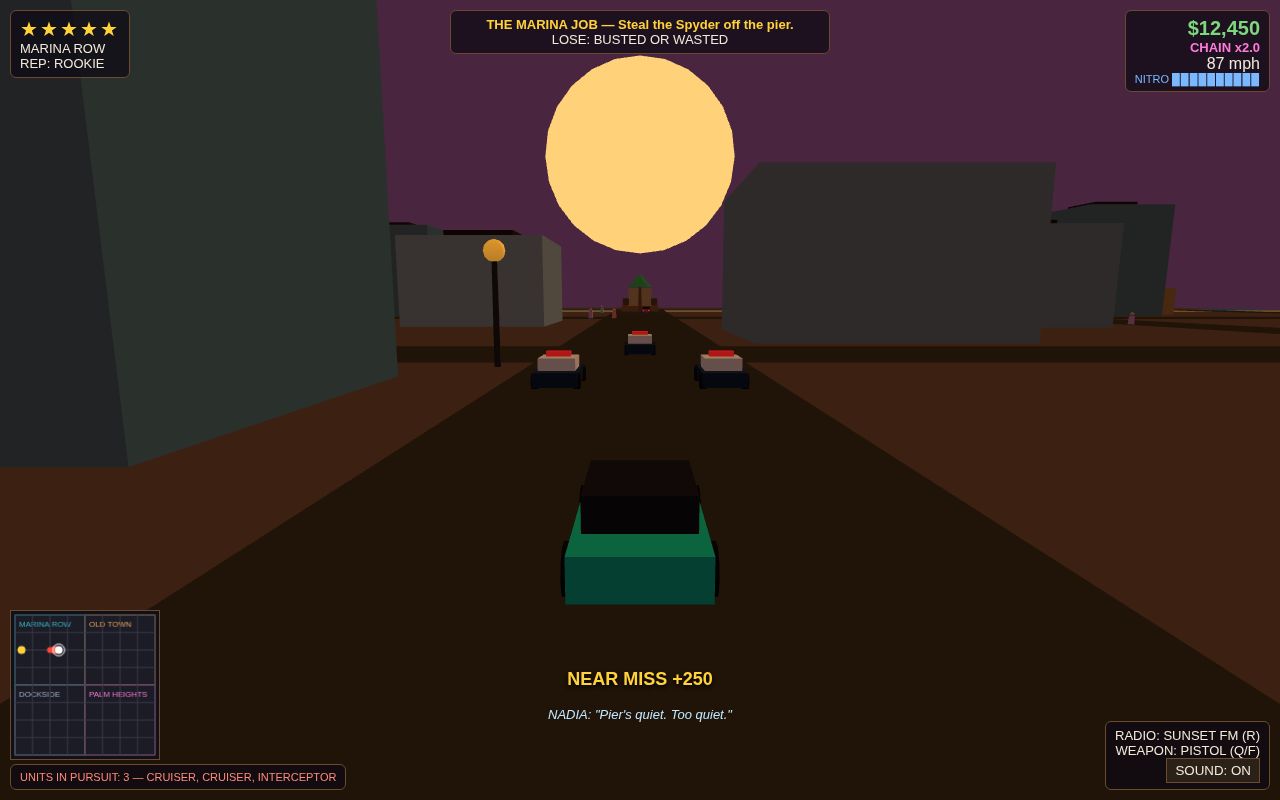 ★★★★★
MARINA ROW
REP: ROOKIE
THE MARINA JOB — Steal the Spyder off the pier.
LOSE: BUSTED OR WASTED
$12,450
CHAIN x2.0
87 mph
NITRO
NEAR MISS +250
NADIA: "Pier's quiet. Too quiet."
MARINA ROW
OLD TOWN
DOCKSIDE
PALM HEIGHTS
UNITS IN PURSUIT: 3 — CRUISER, CRUISER, INTERCEPTOR
RADIO: SUNSET FM (R)
WEAPON: PISTOL (Q/F)
SOUND: ON